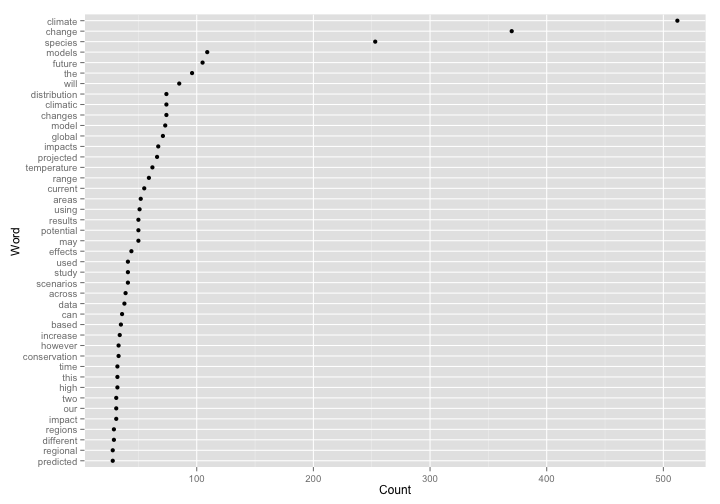 climate
change
species
models
future
the
will
distribution
climatic
changes
model
global
impacts
projected
temperature
range
current
areas
using
results
potential
may
effects
used
study
scenarios
across
data
can
based
increase
however
conservation
time
this
high
two
our
impact
regions
different
regional
predicted
Word
100 200 300 400 500
Count